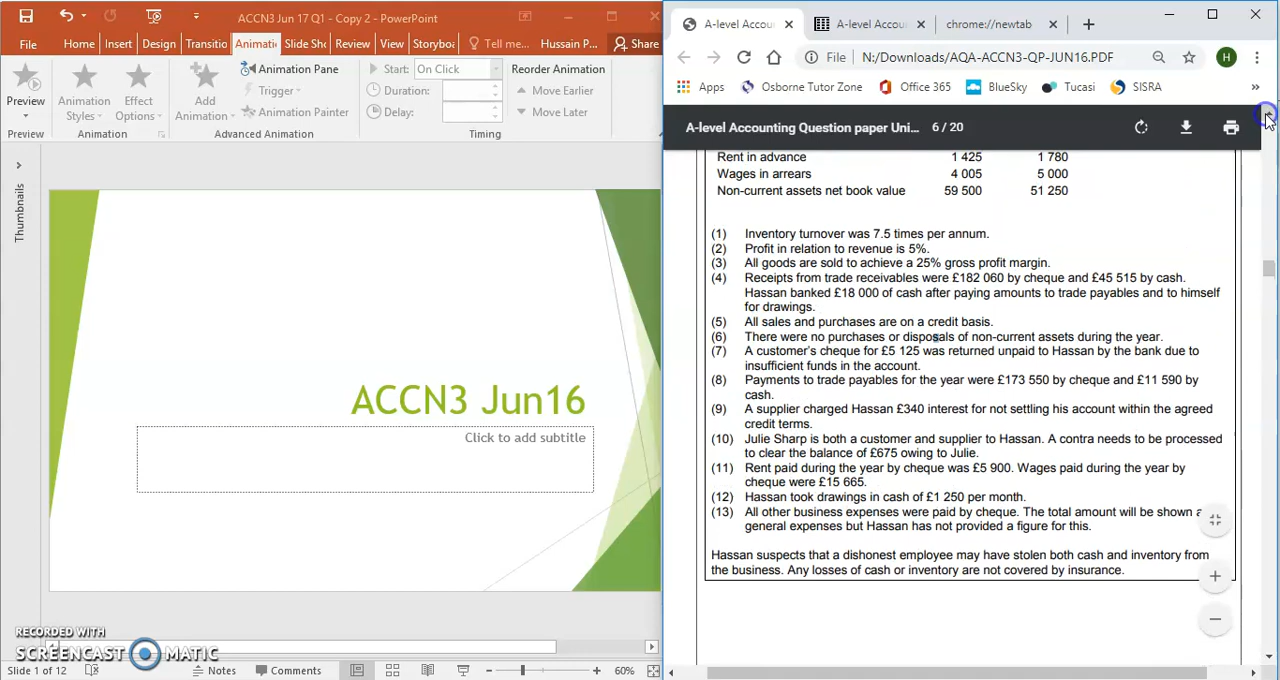 ACCN3 Jun 17 Q1 - Copy 2 - PowerPoint
File Home Insert Design Transitio Animati Slide Sho Review View Storyboo Tell me... Hussain P... Share
Preview
Animation Styles
Effect Options
Add Animation
Animation Pane
Trigger
Animation Painter
Start: On Click
Duration:
Delay:
Reorder Animation
Move Earlier
Move Later
Preview Animation Advanced Animation Timing
Thumbnails
ACCN3 Jun16
Click to add subtitle
RECORDED WITH
SCREENCAST MATIC
Slide 1 of 12 Notes Comments 60%
A-level Accou A-level Accou chrome://newtab
File N:/Downloads/AQA-ACCN3-QP-JUN16.PDF H
Apps Osborne Tutor Zone Office 365 BlueSky Tucasi SISRA »
A-level Accounting Question paper Uni... 6 / 20
Rent in advance 1 425 1 780
Wages in arrears 4 005 5 000
Non-current assets net book value 59 500 51 250
(1) Inventory turnover was 7.5 times per annum.
(2) Profit in relation to revenue is 5%.
(3) All goods are sold to achieve a 25% gross profit margin.
(4) Receipts from trade receivables were £182 060 by cheque and £45 515 by cash.
Hassan banked £18 000 of cash after paying amounts to trade payables and to himself
for drawings.
(5) All sales and purchases are on a credit basis.
(6) There were no purchases or disposals of non-current assets during the year.
(7) A customer's cheque for £5 125 was returned unpaid to Hassan by the bank due to
insufficient funds in the account.
(8) Payments to trade payables for the year were £173 550 by cheque and £11 590 by
cash.
(9) A supplier charged Hassan £340 interest for not settling his account within the agreed
credit terms.
(10) Julie Sharp is both a customer and supplier to Hassan. A contra needs to be processed
to clear the balance of £675 owing to Julie.
(11) Rent paid during the year by cheque was £5 900. Wages paid during the year by
cheque were £15 665.
(12) Hassan took drawings in cash of £1 250 per month.
(13) All other business expenses were paid by cheque. The total amount will be shown a
general expenses but Hassan has not provided a figure for this.
Hassan suspects that a dishonest employee may have stolen both cash and inventory from
the business. Any losses of cash or inventory are not covered by insurance.